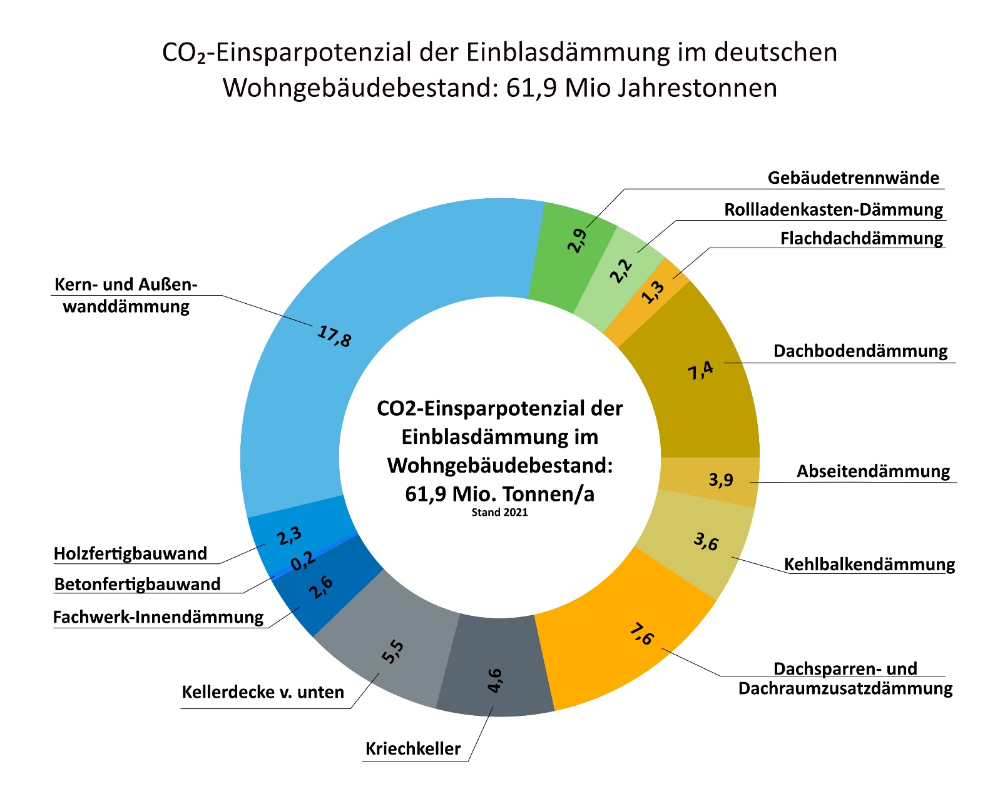 CO₂-Einsparpotenzial der Einblasdämmung im deutschen
Wohngebäudebestand: 61,9 Mio Jahrestonnen
Gebäudetrennwände
2,9
Rollladenkasten-Dämmung
2,2
Flachdachdämmung
1,3
Dachbodendämmung
7,4
Abseitendämmung
3,9
Kehlbalkendämmung
3,6
Dachsparren- und
Dachraumzusatzdämmung
7,6
Kriechkeller
4,6
Kellerdecke v. unten
5,5
Fachwerk-Innendämmung
2,6
Betonfertigbauwand
0,2
Holzfertigbauwand
2,3
Kern- und Außen-
wanddämmung
17,8
CO2-Einsparpotenzial der
Einblasdämmung im
Wohngebäudebestand:
61,9 Mio. Tonnen/a
Stand 2021